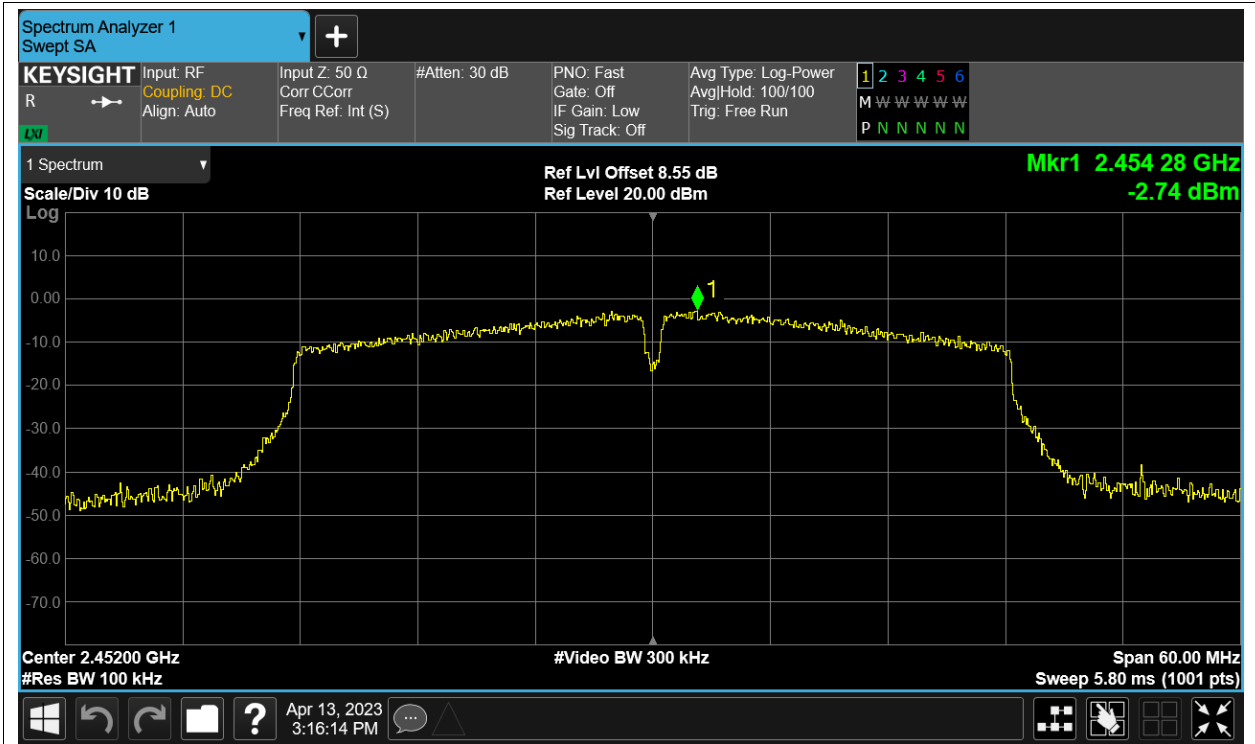 Spectrum Analyzer 1
Swept SA
KEYSIGHT
R
LXI
Input: RF
Coupling: DC
Align: Auto
Input Z: 50 Ω
Corr CCorr
Freq Ref: Int (S)
#Atten: 30 dB
PNO: Fast
Gate: Off
IF Gain: Low
Sig Track: Off
Avg Type: Log-Power
Avg|Hold: 100/100
Trig: Free Run
1 2 3 4 5 6
M W W W W W
P N N N N N
1 Spectrum
Scale/Div 10 dB
Log
Ref Lvl Offset 8.55 dB
Ref Level 20.00 dBm
Mkr1 2.454 28 GHz
-2.74 dBm
1
10.0
0.00
-10.0
-20.0
-30.0
-40.0
-50.0
-60.0
-70.0
Center 2.45200 GHz
#Res BW 100 kHz
#Video BW 300 kHz
Span 60.00 MHz
Sweep 5.80 ms (1001 pts)
?
Apr 13, 2023
3:16:14 PM